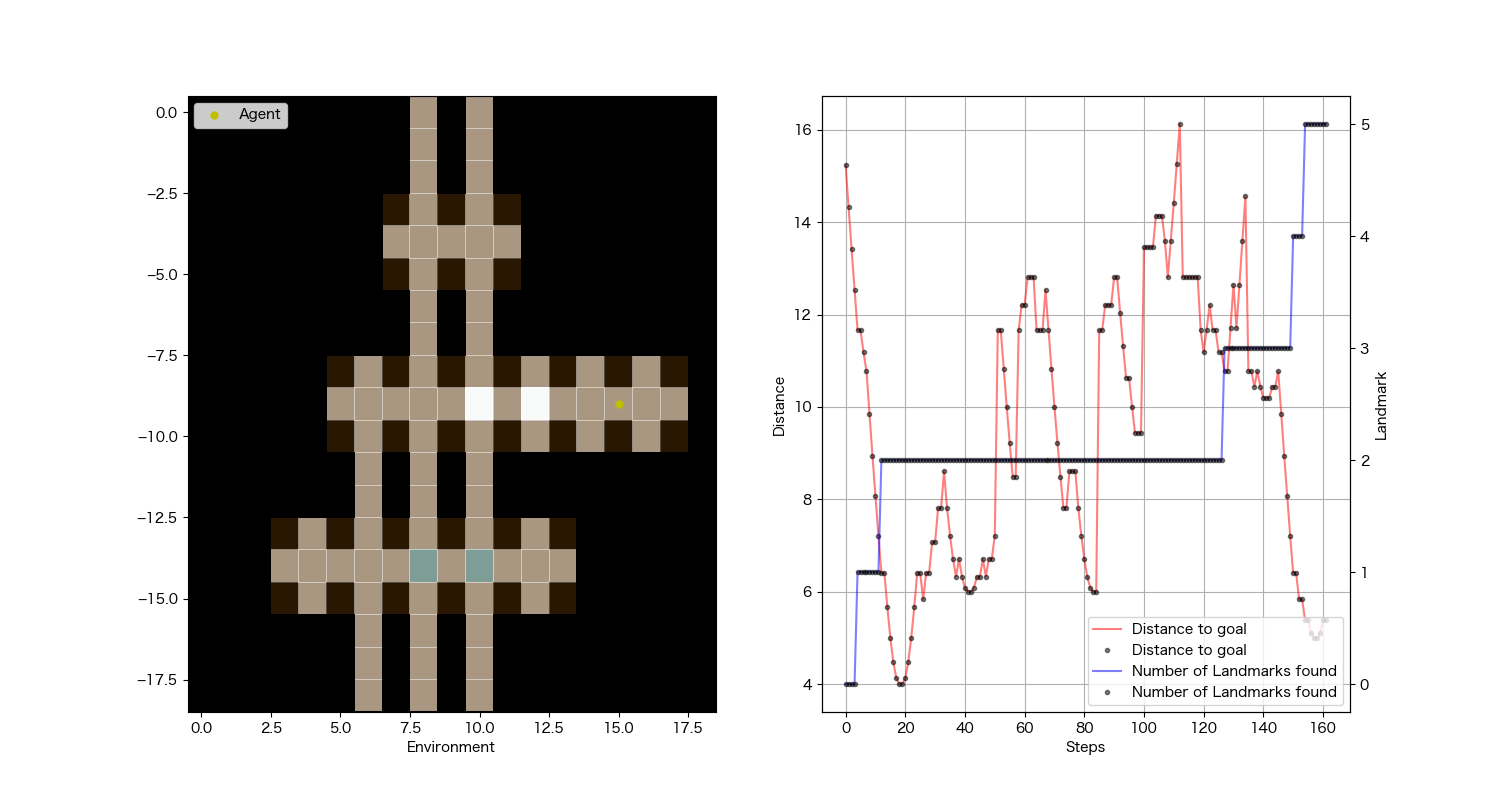 Agent
0.0
−2.5
−5.0
−7.5
−10.0
−12.5
−15.0
−17.5
0.0 2.5 5.0 7.5 10.0 12.5 15.0 17.5
Environment
Distance
16
14
12
10
8
6
4
0 20 40 60 80 100 120 140 160
Steps
5
4
3
2
1
0
Landmark
Distance to goal
Distance to goal
Number of Landmarks found
Number of Landmarks found